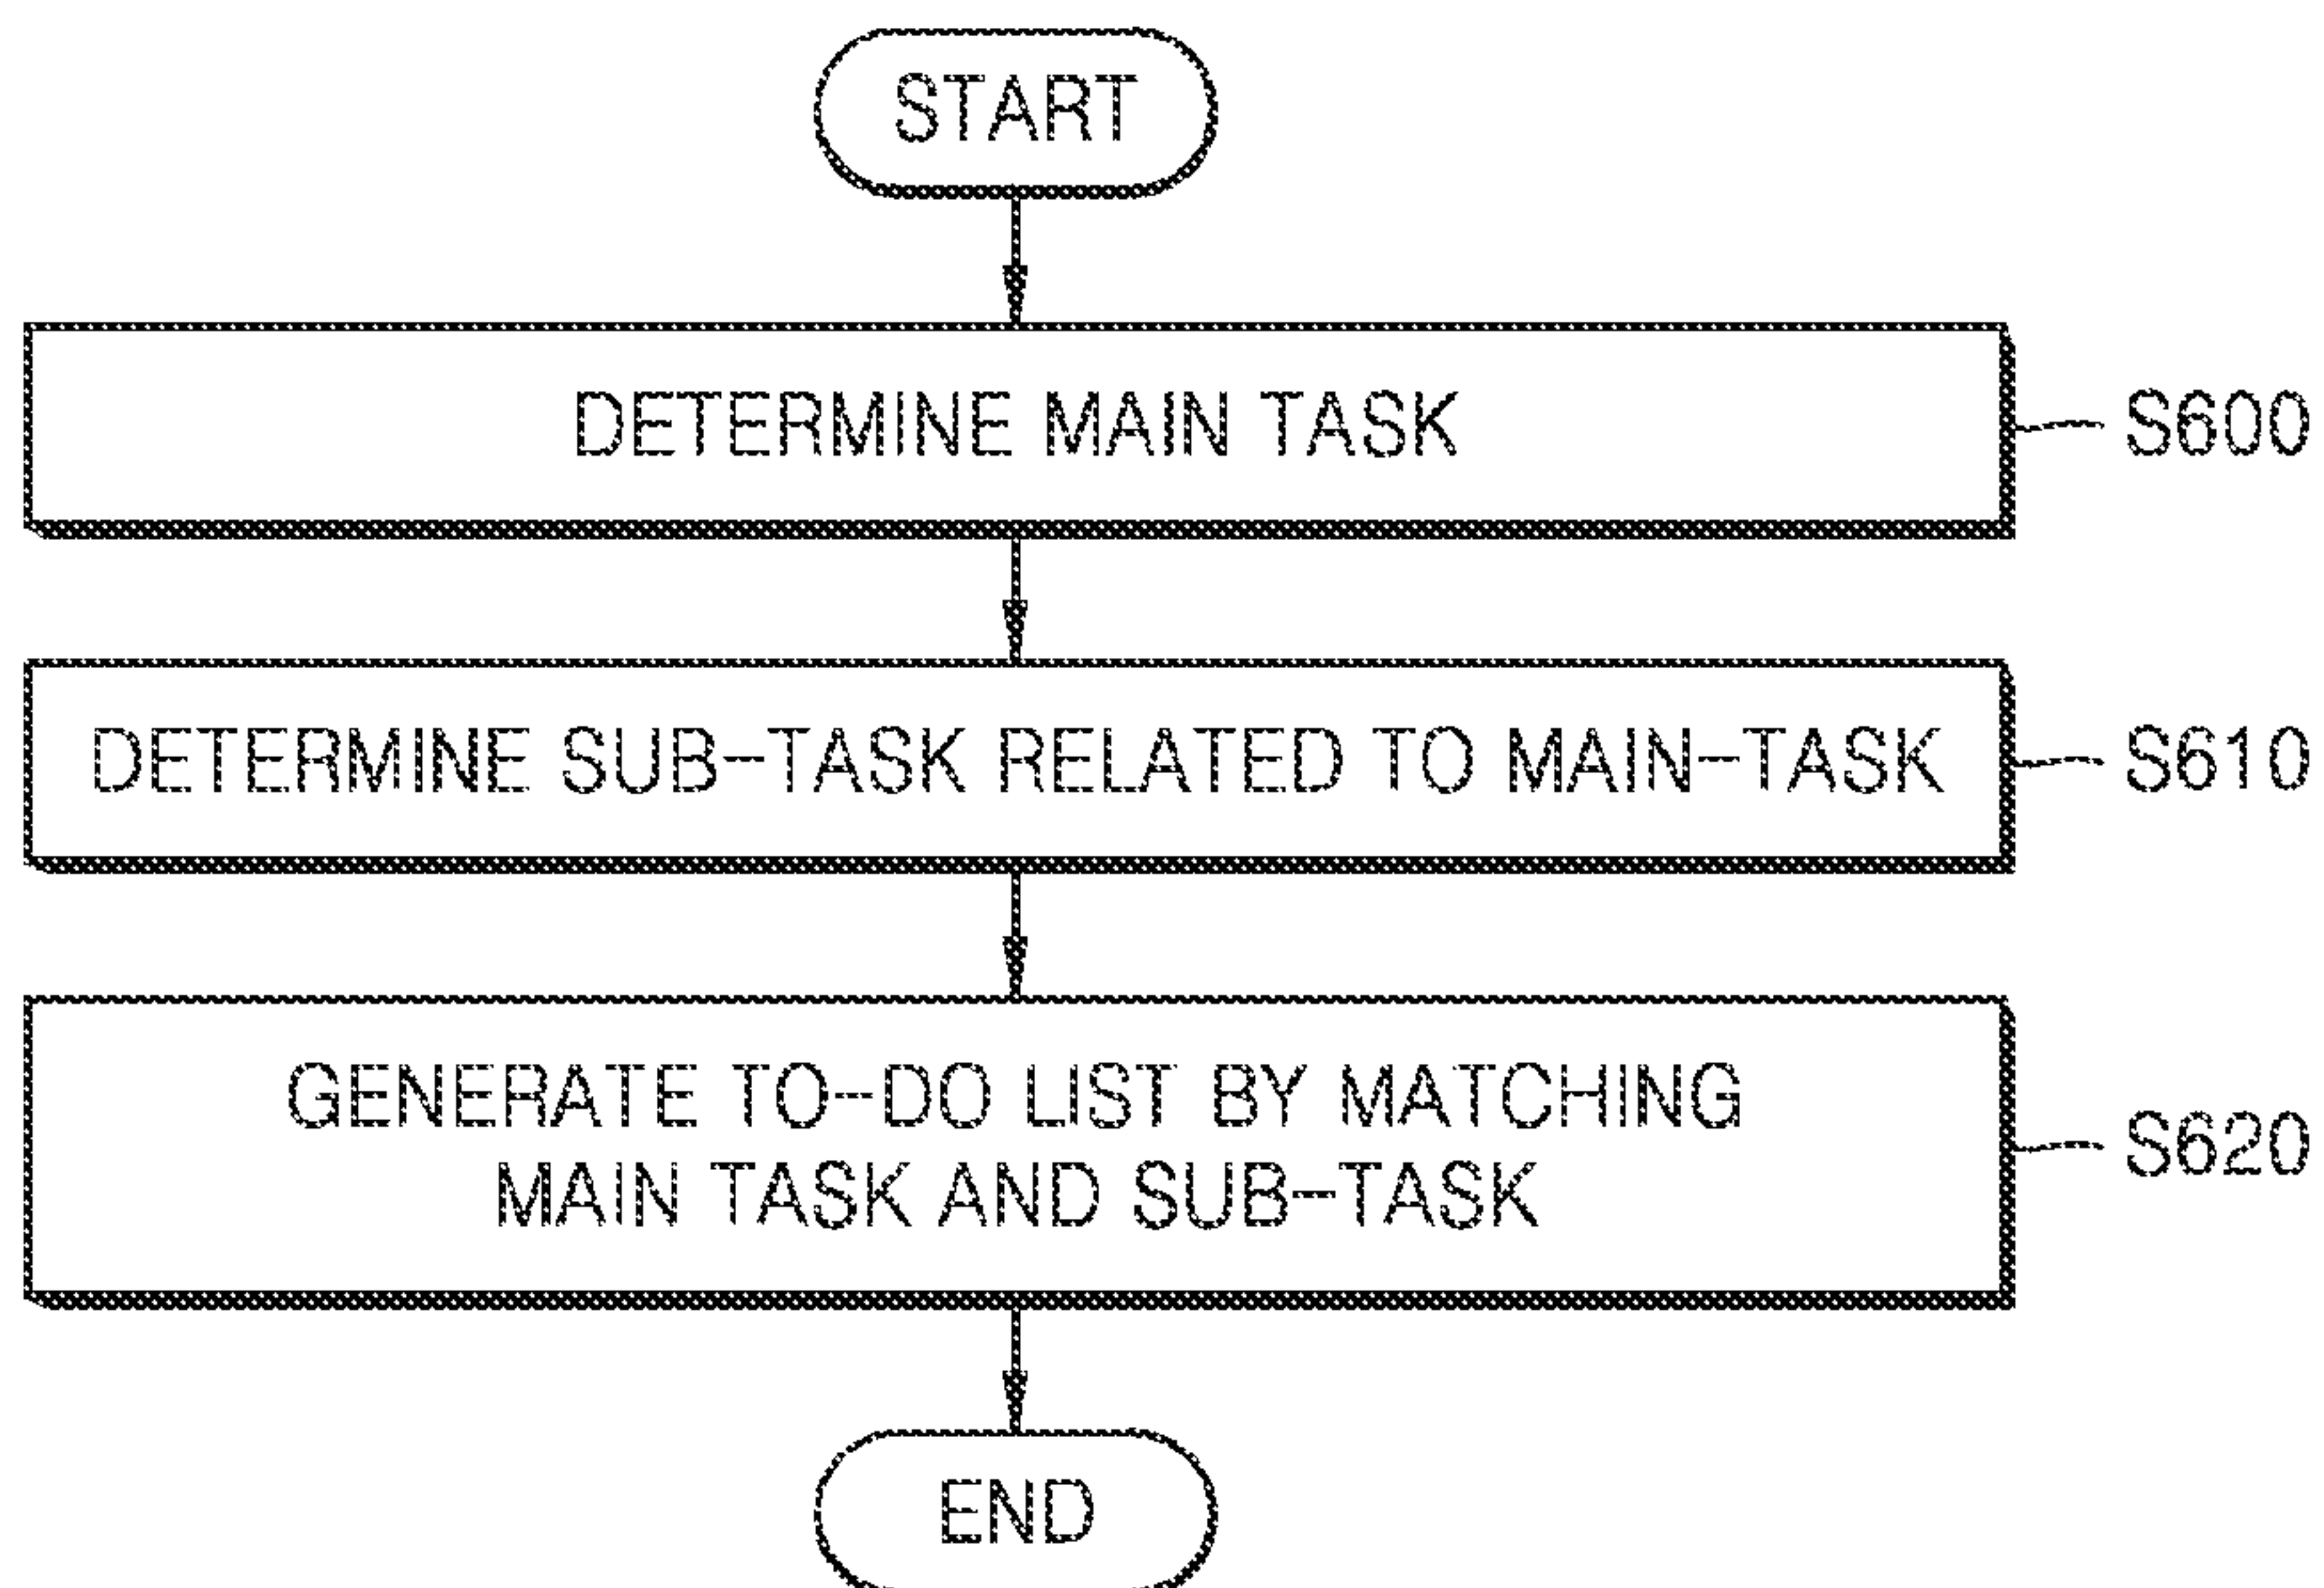 START
DETERMINE MAIN TASK
S600
DETERMINE SUB-TASK RELATED TO MAIN-TASK
S610
GENERATE TO-DO LIST BY MATCHING
MAIN TASK AND SUB-TASK
S620
END